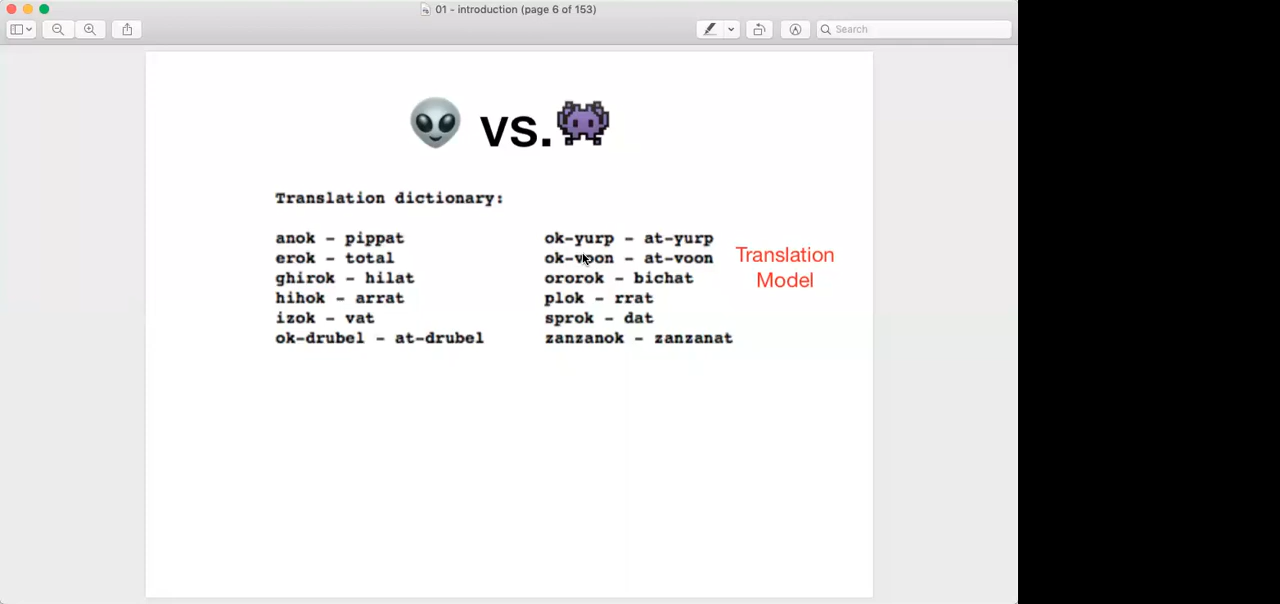 01 - introduction (page 6 of 153)
Search
vs.
Translation dictionary:
anok - pippat
erok - total
ghirok - hilat
hihok - arrat
izok - vat
ok-drubel - at-drubel
ok-yurp - at-yurp
ok-voon - at-voon
ororok - bichat
plok - rrat
sprok - dat
zanzanok - zanzanat
Translation
Model